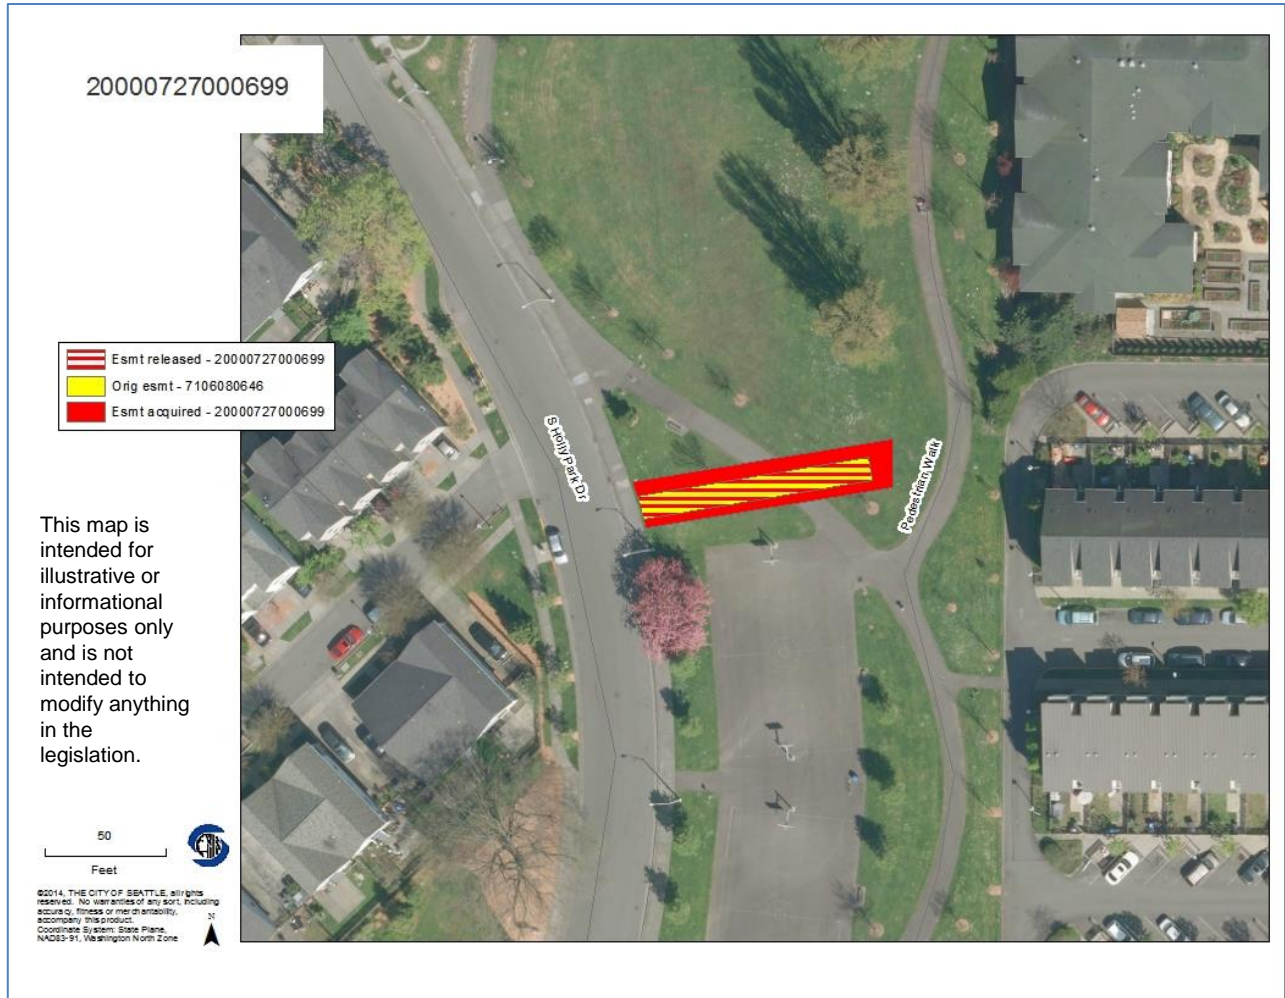 20000727000699
Esmt released - 20000727000699
Orig esmt - 7106080646
Esmt acquired - 20000727000699
S Holly Park Dr
Pedestrian Walk
This map is
intended for
illustrative or
informational
purposes only
and is not
intended to
modify anything
in the
legislation.
50
Feet
©2014, THE CITY OF SEATTLE, all rights
reserved. No warranties of any sort, including
accuracy, fitness or merchantability,
accompany this product.
Coordinate System: State Plane,
NAD83-91, Washington North Zone
N